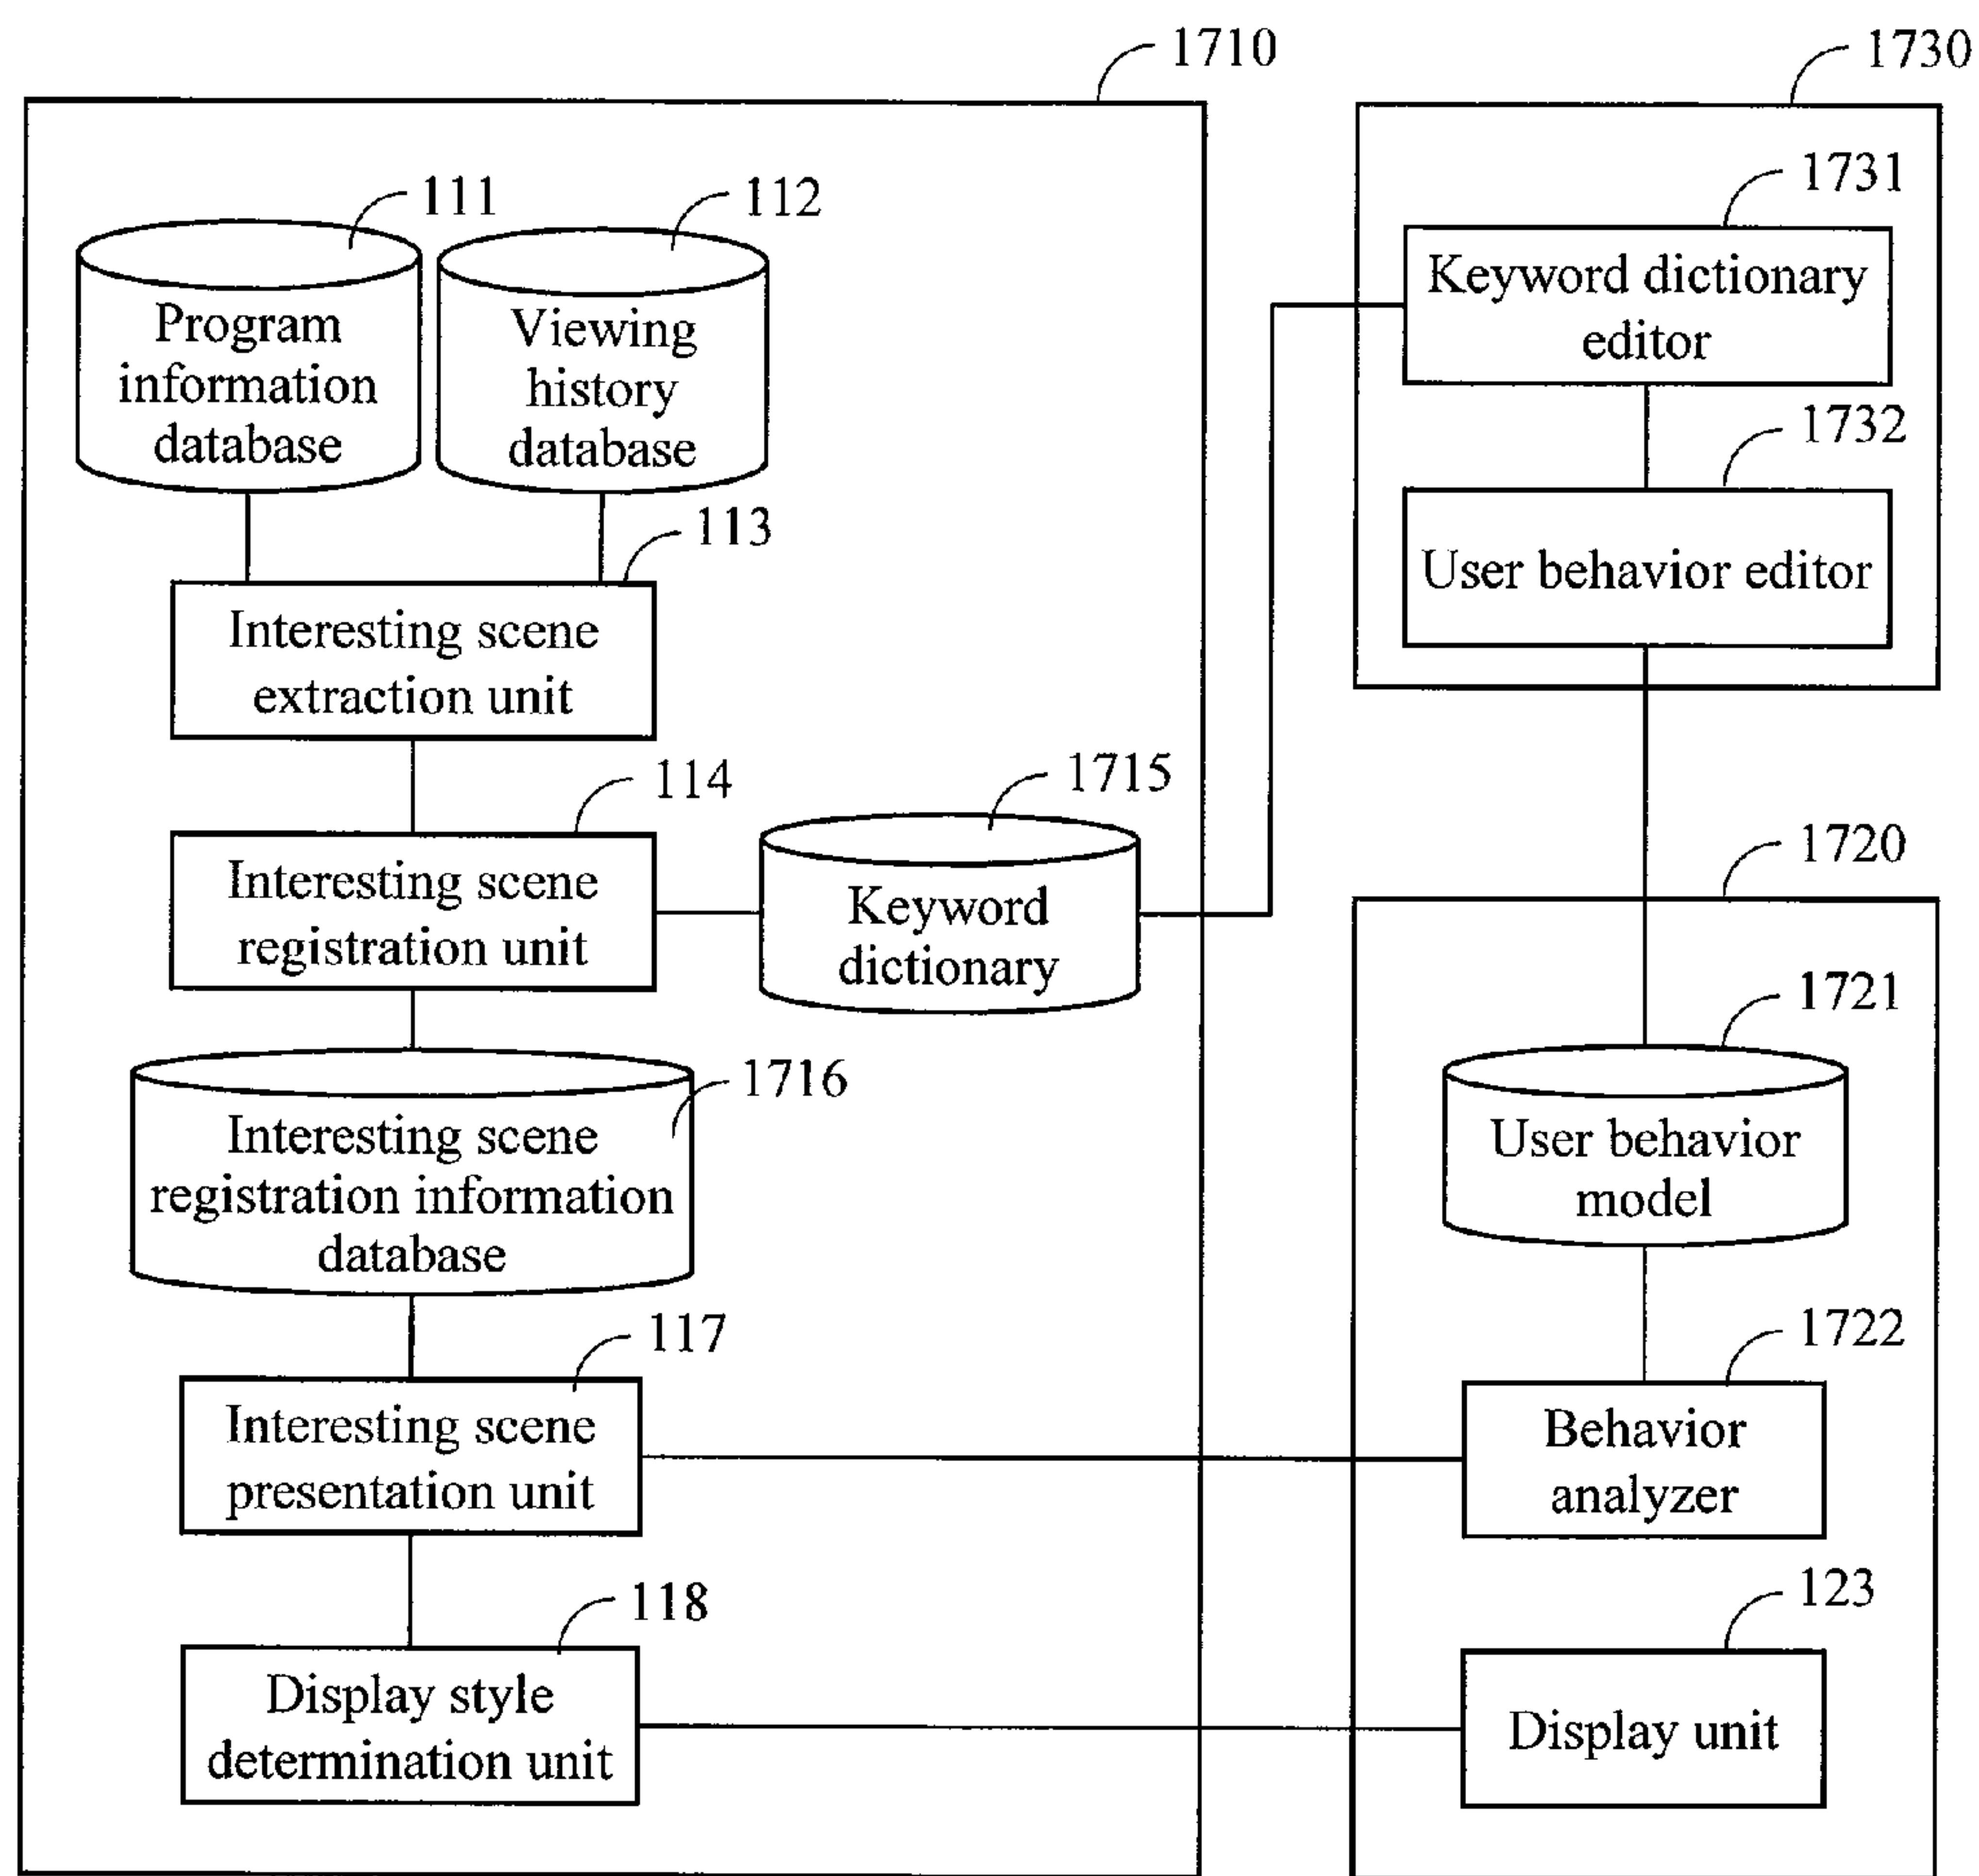 1710
1730
111
112
1731
Program
information
database
Viewing
history
database
Keyword dictionary
editor
1732
113
User behavior editor
Interesting scene
extraction unit
114
1715
1720
Interesting scene
registration unit
Keyword
dictionary
1721
1716
Interesting scene
registration information
database
User behavior
model
117
1722
Interesting scene
presentation unit
Behavior
analyzer
118
123
Display style
determination unit
Display unit